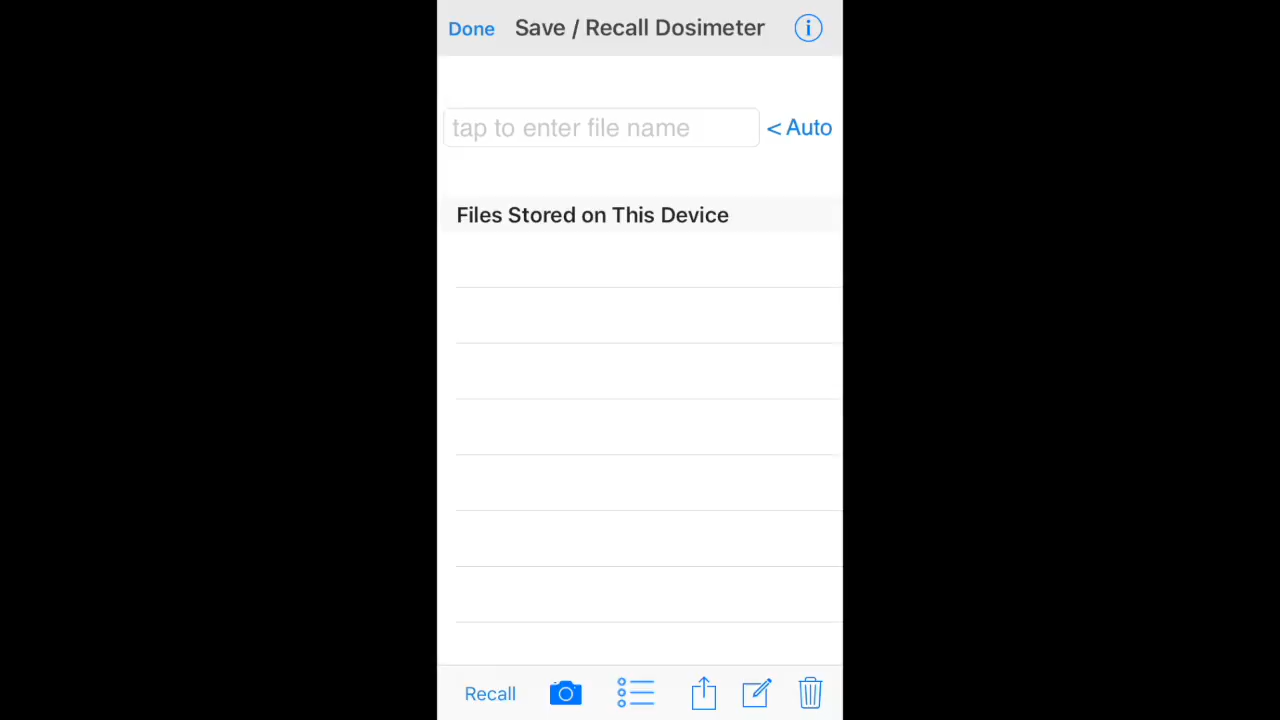 Done Save / Recall Dosimeter
tap to enter file name < Auto
Files Stored on This Device
Recall